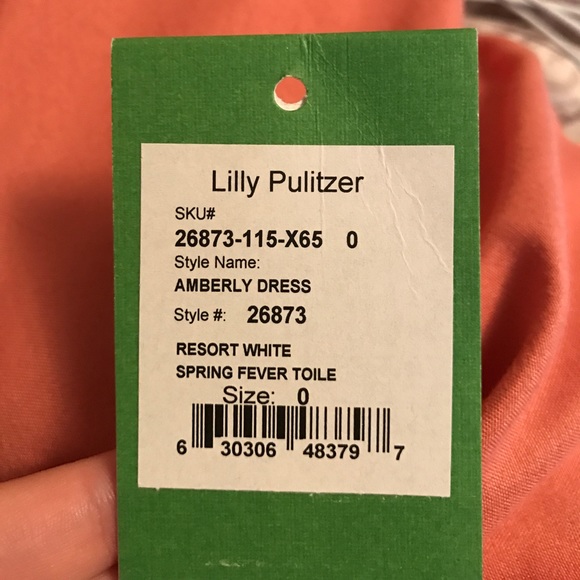 Lilly Pulitzer
SKU#
26873-115-X65 0
Style Name:
AMBERLY DRESS
Style #: 26873
RESORT WHITE
SPRING FEVER TOILE
Size: 0
6 30306 48379 7